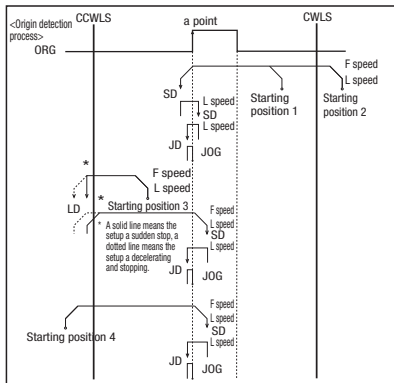 <Origin detection
process>
CCWLS
a point
CWLS
ORG
F speed
L speed
SD
L speed
SD
Starting
position 1
Starting
position 2
L speed
JD
JOG
*
F speed
L speed
LD
*
Starting position 3
F speed
* A solid line means the
setup a sudden stop, a
dotted line means the
setup a decelerating
and stopping.
L speed
SD
L speed
JD
JOG
F speed
L speed
Starting position 4
SD
L speed
JD
JOG